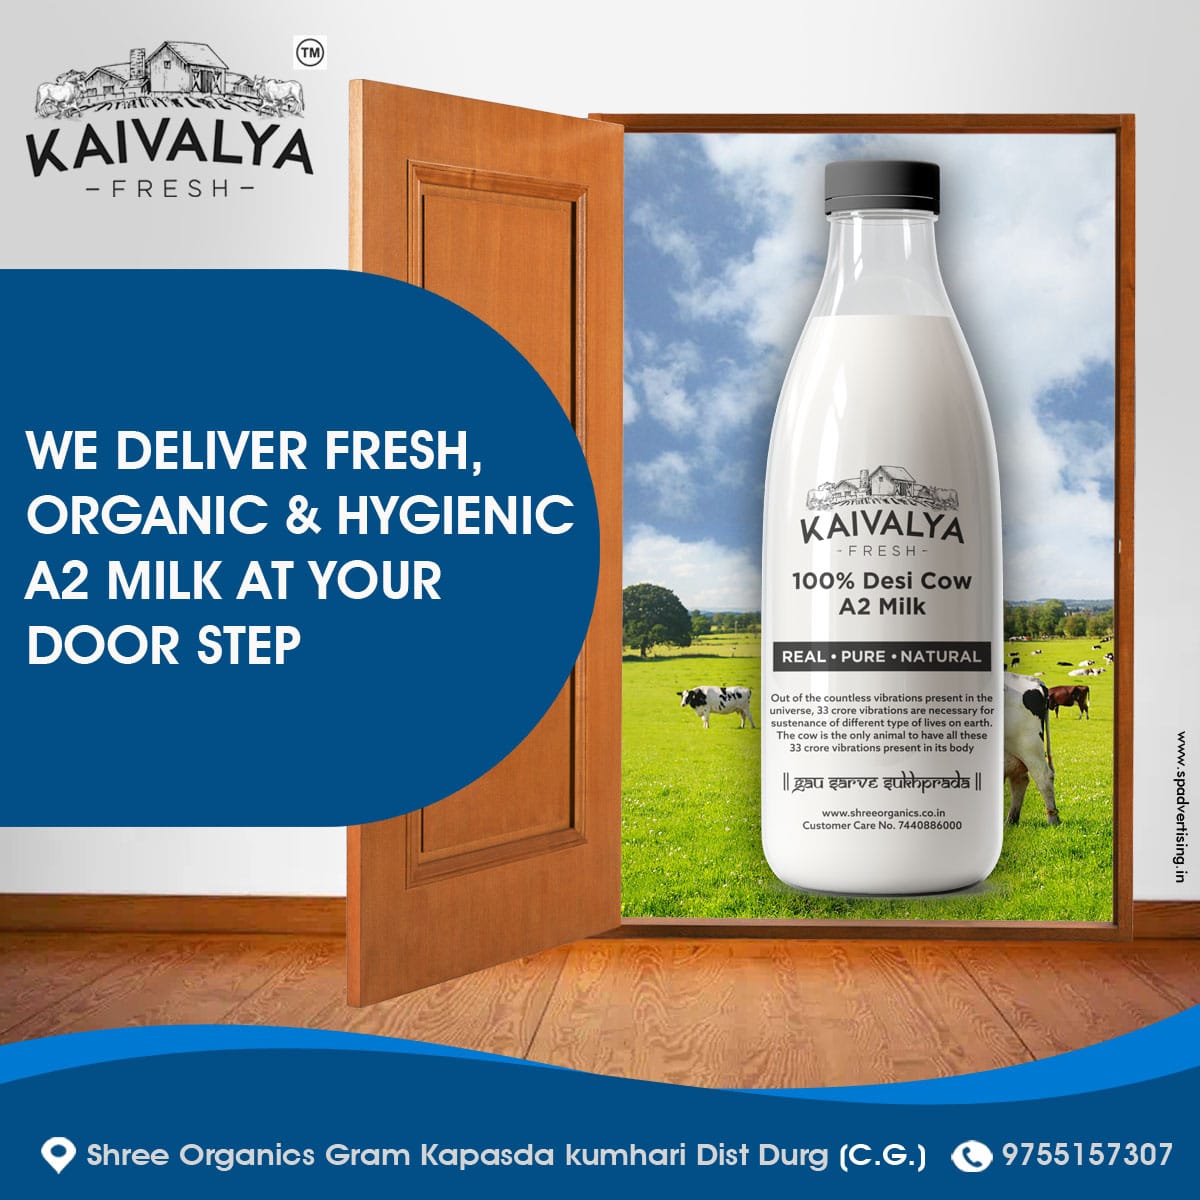 TM
KAIVALYA
- FRESH -
WE DELIVER FRESH,
ORGANIC & HYGIENIC
A2 MILK AT YOUR
DOOR STEP
KAIVALYA
- FRESH -
100% Desi Cow
A2 Milk
REAL • PURE • NATURAL
Out of the countless vibrations present in the
universe, 33 crore vibrations are necessary for
sustenance of different type of lives on earth.
The cow is the only animal to have all these
33 crore vibrations present in its body
|| gau sarve sukhprada ||
www.shreeorganics.co.in
Customer Care No. 7440886000
www.spadvertising.in
Shree Organics Gram Kapasda kumhari Dist Durg (C.G.)
9755157307